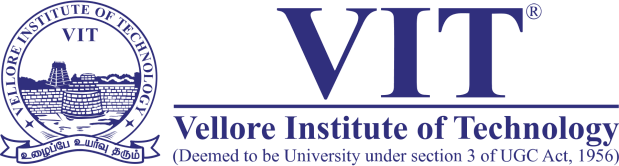 VELLORE INSTITUTE OF TECHNOLOGY
VIT
உழைப்பே உயர்வு தரும்
VIT®
Vellore Institute of Technology
(Deemed to be University under section 3 of UGC Act, 1956)